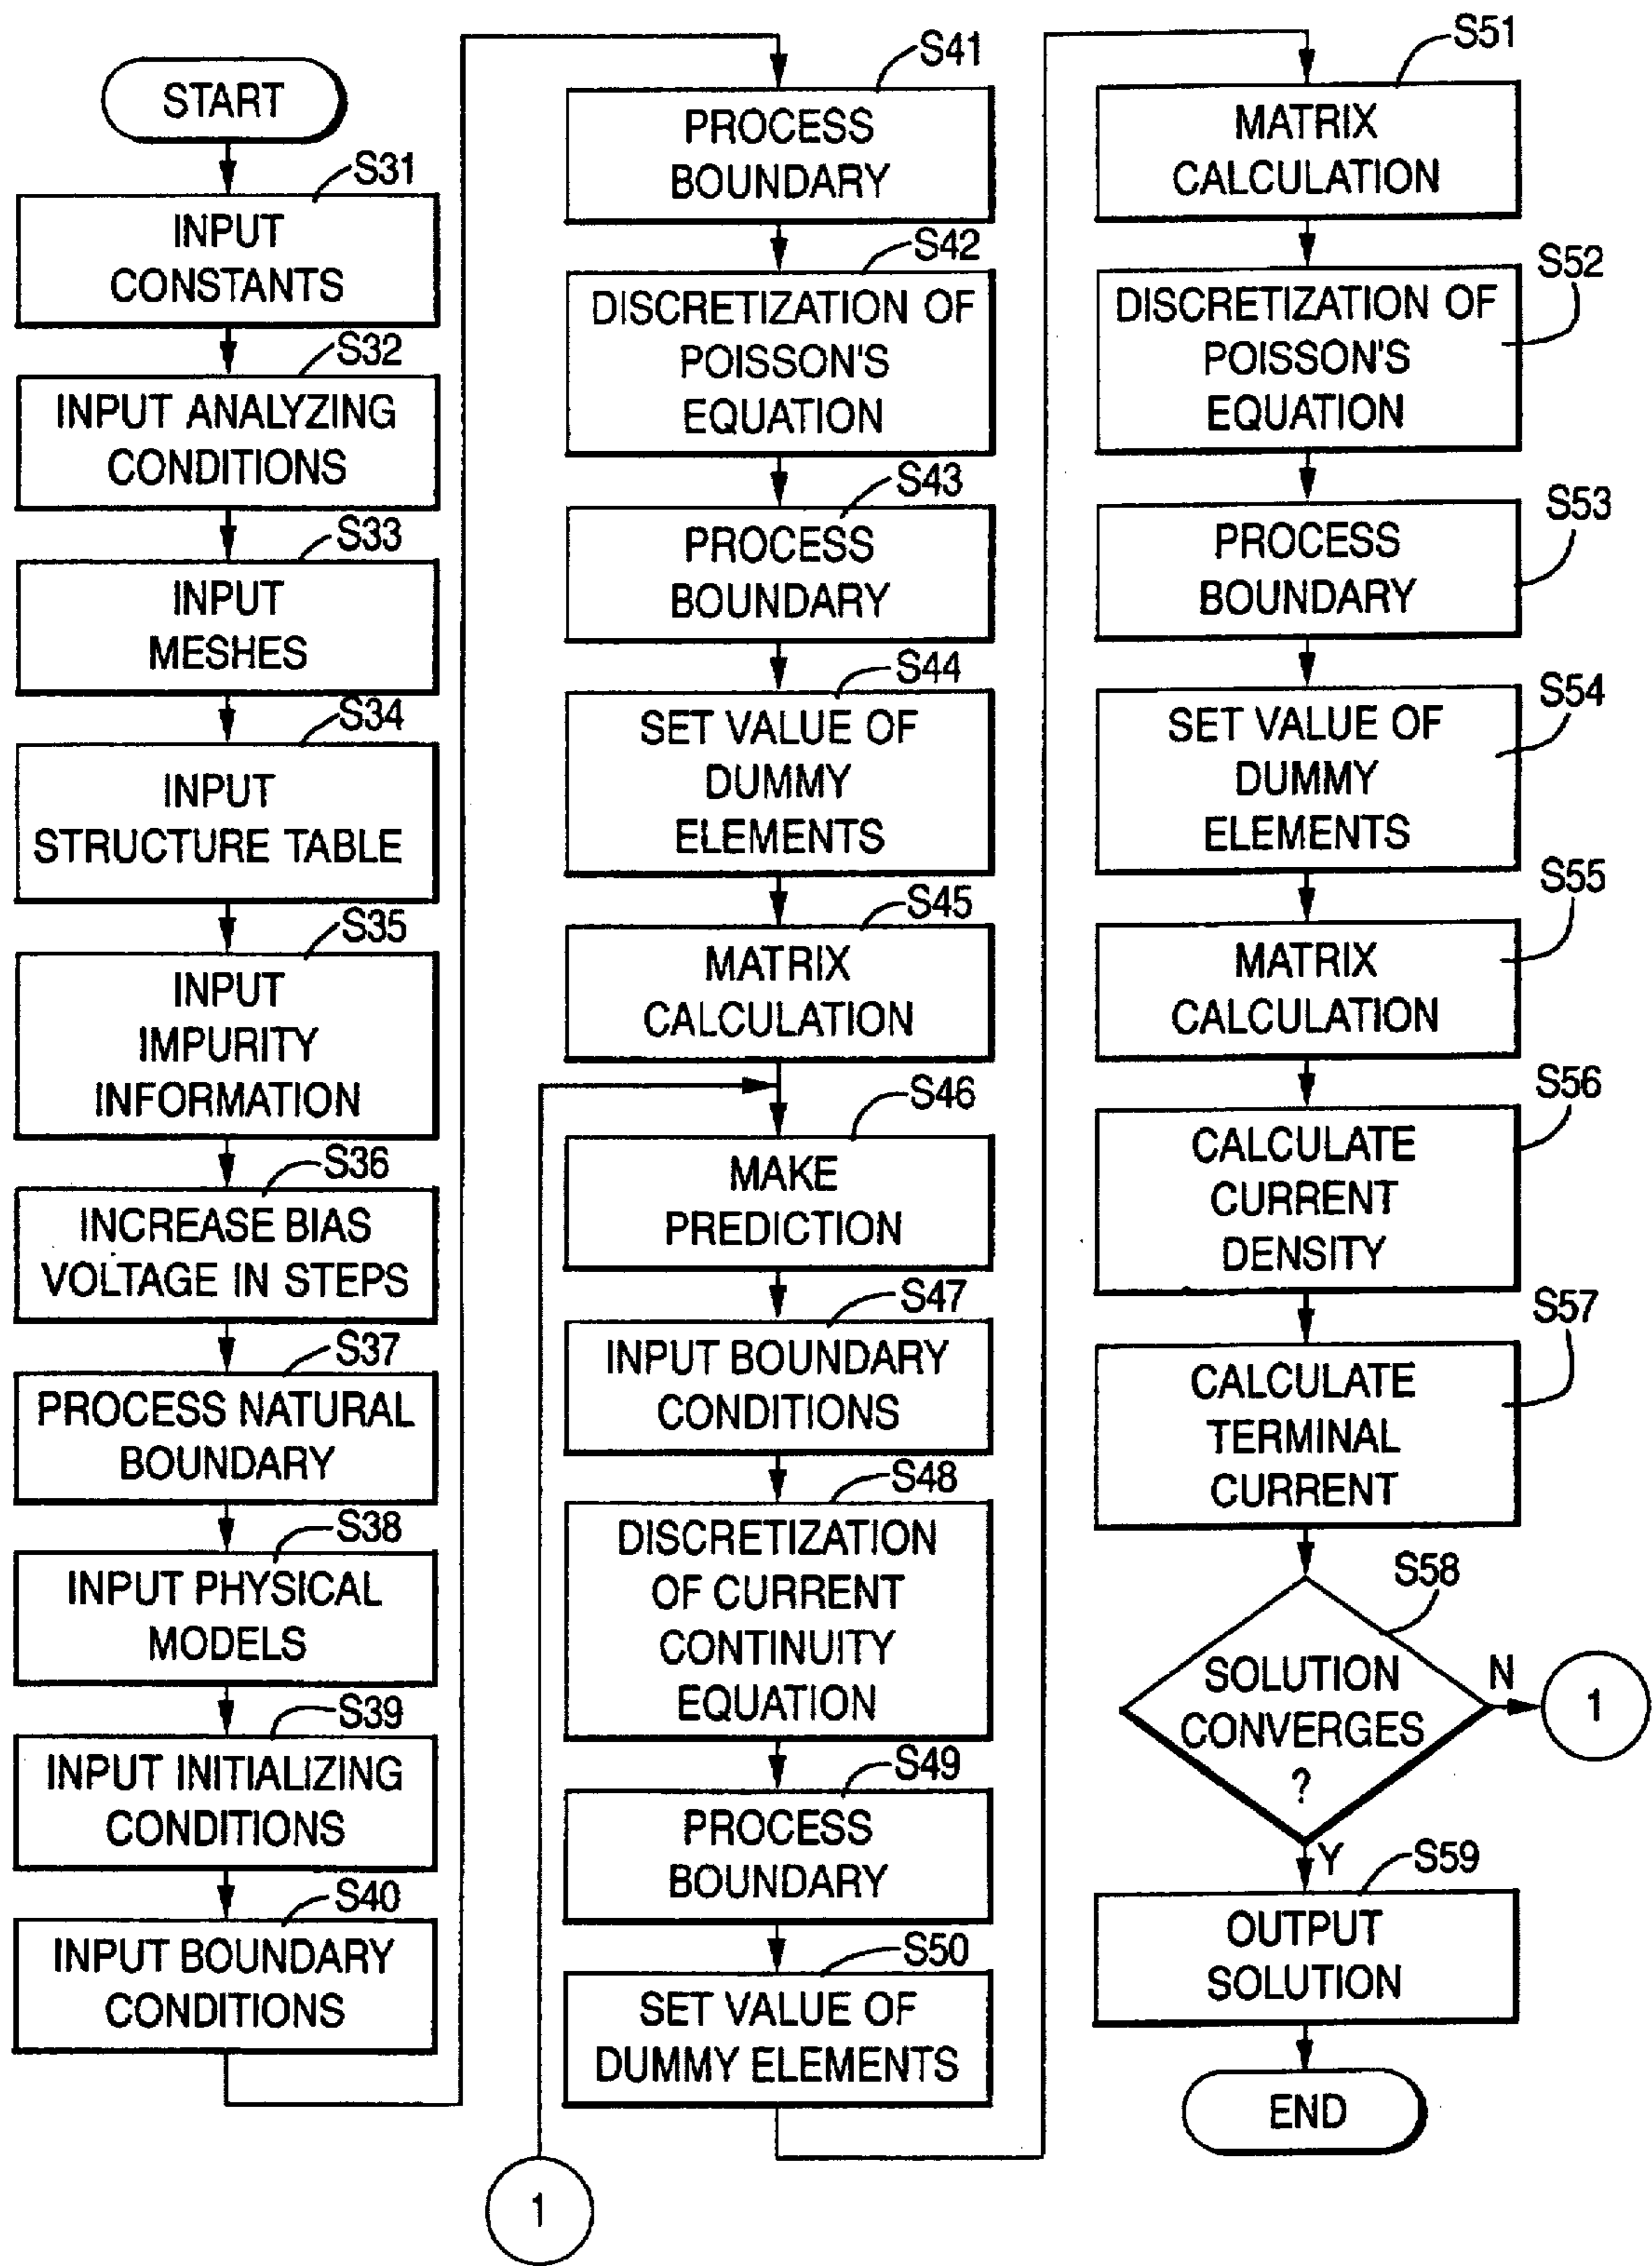 START
S31
INPUT
CONSTANTS
S32
INPUT ANALYZING
CONDITIONS
S33
INPUT
MESHES
S34
INPUT
STRUCTURE TABLE
S35
INPUT
IMPURITY
INFORMATION
S36
INCREASE BIAS
VOLTAGE IN STEPS
S37
PROCESS NATURAL
BOUNDARY
S38
INPUT PHYSICAL
MODELS
S39
INPUT INITIALIZING
CONDITIONS
S40
INPUT BOUNDARY
CONDITIONS
S41
PROCESS
BOUNDARY
S42
DISCRETIZATION OF
POISSON'S
EQUATION
S43
PROCESS
BOUNDARY
S44
SET VALUE OF
DUMMY
ELEMENTS
S45
MATRIX
CALCULATION
S46
MAKE
PREDICTION
S47
INPUT BOUNDARY
CONDITIONS
S48
DISCRETIZATION
OF CURRENT
CONTINUITY
EQUATION
S49
PROCESS
BOUNDARY
S50
SET VALUE OF
DUMMY ELEMENTS
1
S51
MATRIX
CALCULATION
S52
DISCRETIZATION OF
POISSON'S
EQUATION
S53
PROCESS
BOUNDARY
S54
SET VALUE OF
DUMMY
ELEMENTS
S55
MATRIX
CALCULATION
S56
CALCULATE
CURRENT
DENSITY
S57
CALCULATE
TERMINAL
CURRENT
S58
SOLUTION
CONVERGES
?
N
1
Y
S59
OUTPUT
SOLUTION
END